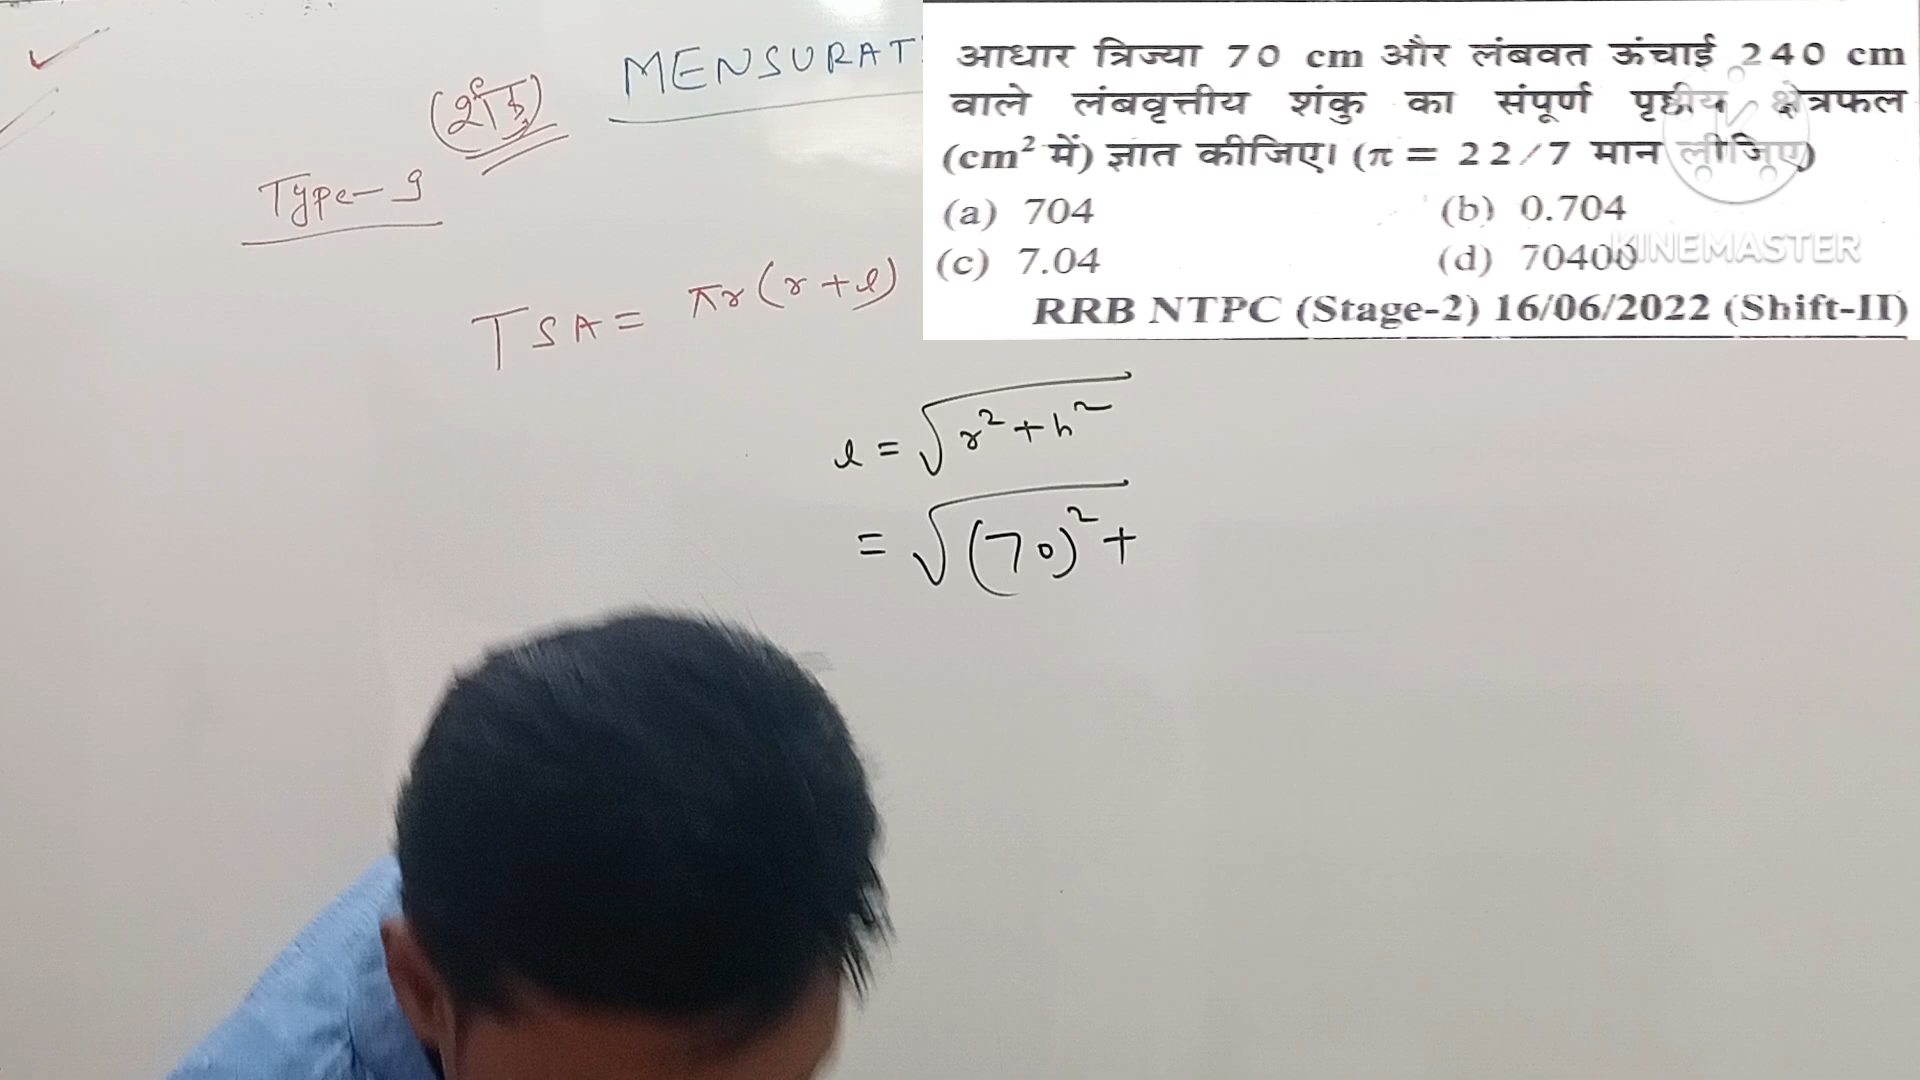 MENSURAT
(शंकु)
Type-9
TSA = πr(r+l)
l = √r²+h²
= √(70)²+
आधार त्रिज्या 70 cm और लंबवत ऊंचाई 240 cm
वाले लंबवृत्तीय शंकु का संपूर्ण पृष्ठीय क्षेत्रफल
(cm² में) ज्ञात कीजिए। (π = 22/7 मान लीजिए)
(a) 704 (b) 0.704
(c) 7.04 (d) 70400
RRB NTPC (Stage-2) 16/06/2022 (Shift-II)
KINEMASTER